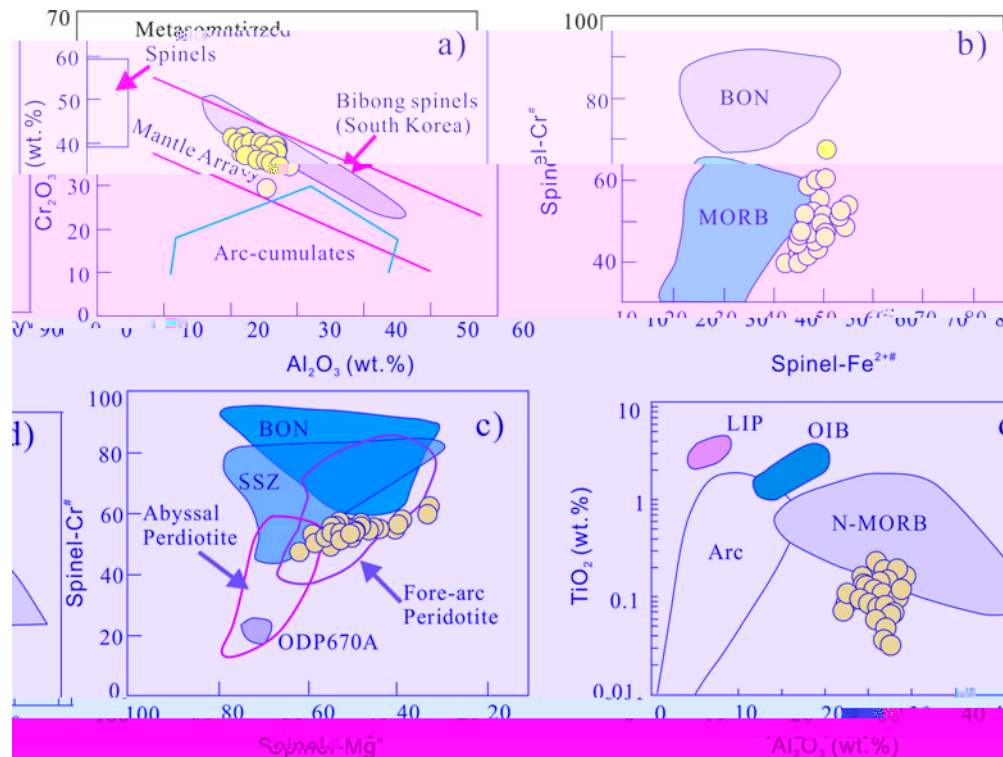 70
Metasomatized
Spinels
a)
60
50
40
30
20
10
Cr₂O₃ (wt.%)
Bibong spinels
(South Korea)
Mantle Array
Arc-cumulates
0
20
40
60
Al₂O₃ (wt.%)
100
b)
80
60
40
Spinel-Cr#
BON
MORB
Spinel-Fe²⁺#
d)
100
80
60
40
20
0
Spinel-Cr#
c)
BON
SSZ
Abyssal
Perdiotite
Fore-arc
Peridotite
ODP670A
100
80
60
40
20
10
1
0.1
0.01
TiO₂ (wt.%)
LIP
OIB
N-MORB
Arc
0
10
20
30
40
Al₂O₃ (wt.%)